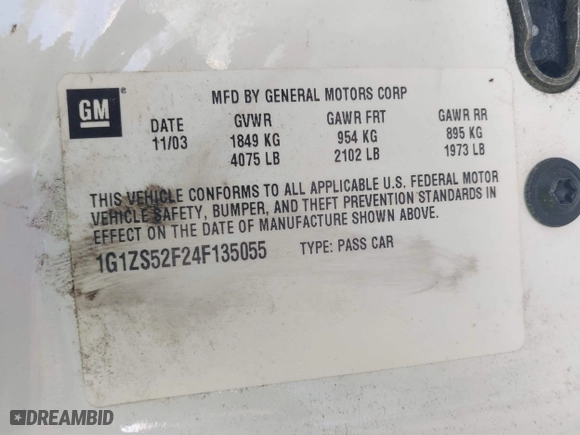 GM
MFD BY GENERAL MOTORS CORP
DATE GVWR GAWR FRT GAWR RR
11/03 1849 KG 954 KG 895 KG
4075 LB 2102 LB 1973 LB
THIS VEHICLE CONFORMS TO ALL APPLICABLE U.S. FEDERAL MOTOR
VEHICLE SAFETY, BUMPER, AND THEFT PREVENTION STANDARDS IN
EFFECT ON THE DATE OF MANUFACTURE SHOWN ABOVE.
1G1ZS52F24F135055 TYPE: PASS CAR
DREAMBID